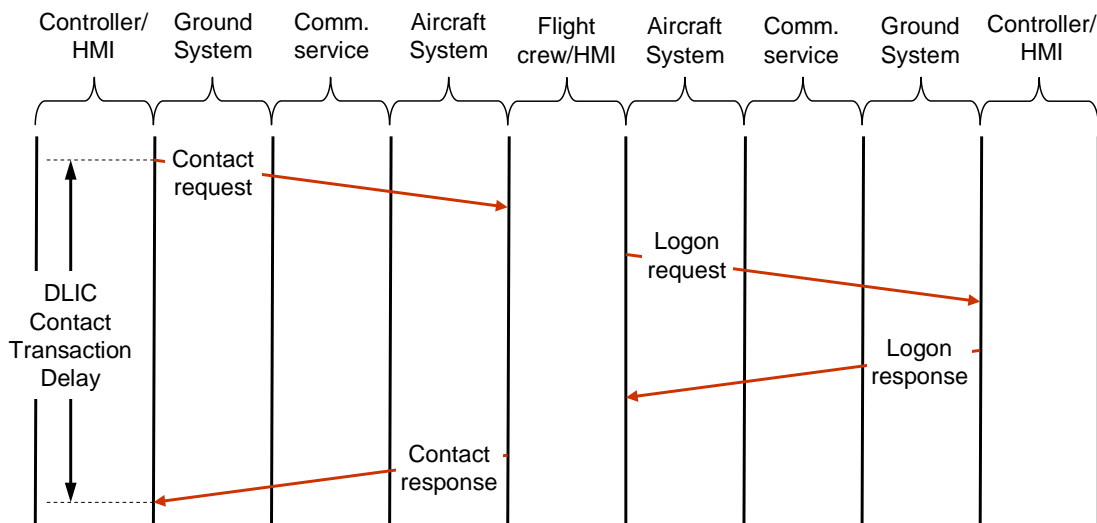 Controller/
HMI
Ground
System
Comm.
service
Aircraft
System
Flight
crew/HMI
Aircraft
System
Comm.
service
Ground
System
Controller/
HMI
Contact
request
Logon
request
DLIC
Contact
Transaction
Delay
Logon
response
Contact
response